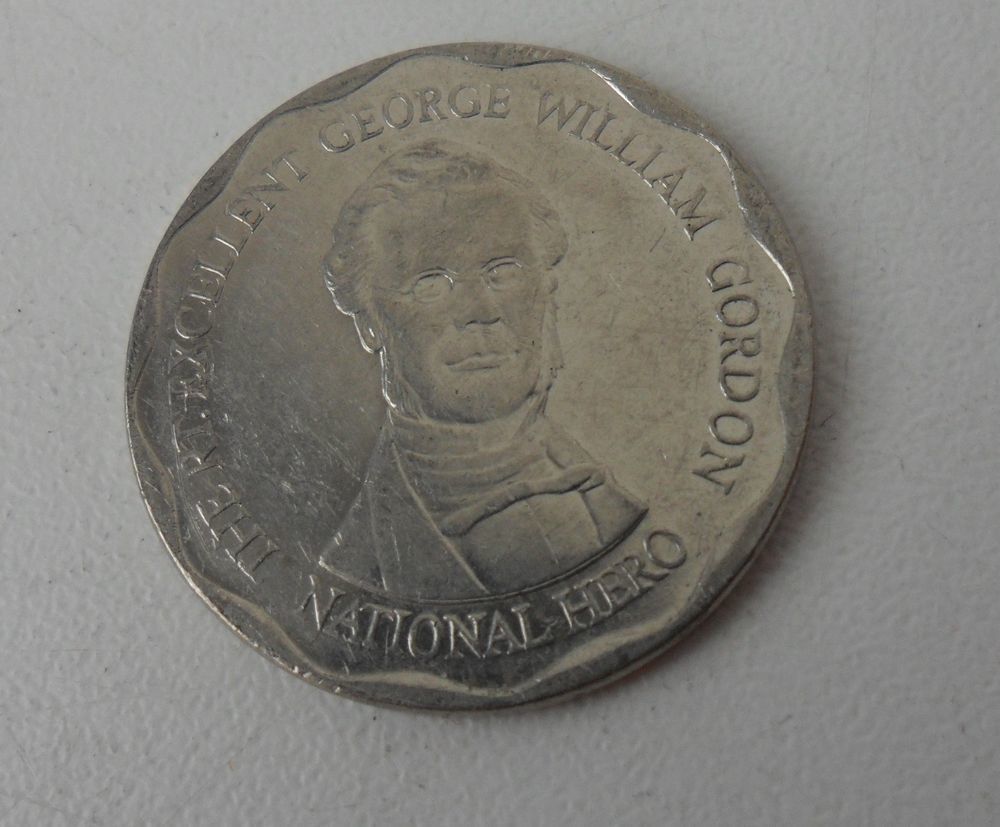 THE RT. EXCELLENT GEORGE WILLIAM GORDON
NATIONAL HERO